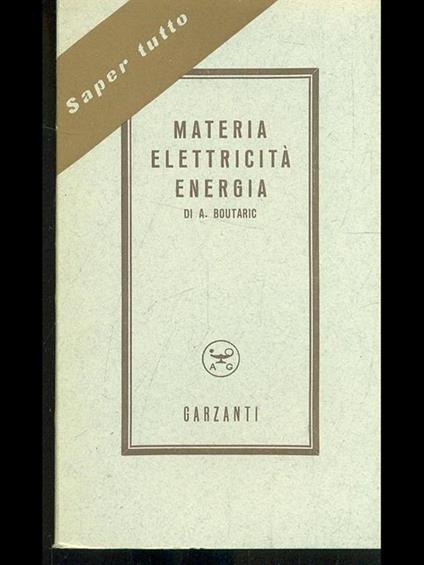 Saper tutto
MATERIA
ELETTRICITÀ
ENERGIA
DI A. BOUTARIC
A G
GARZANTI